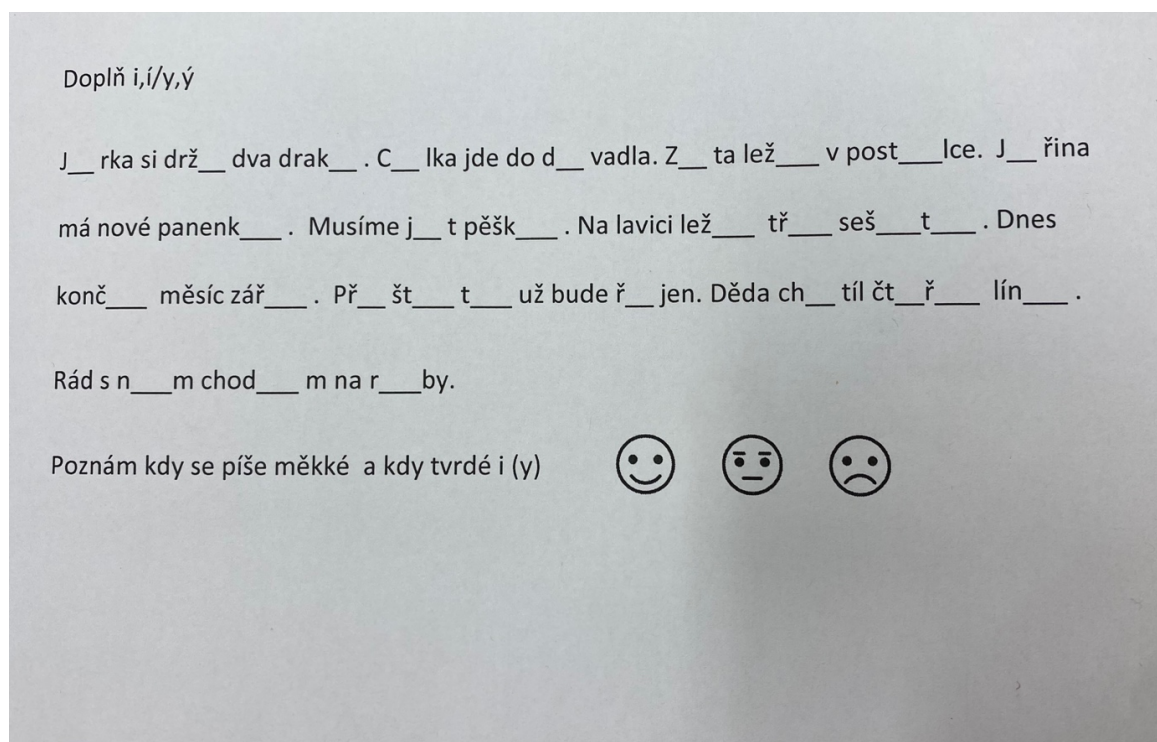 Doplň i,í/y,ý
J__ rka si drž__ dva drak__ . C__ lka jde do d__ vadla. Z__ ta lež___ v post___lce. J__ řina
má nové panenk___ . Musíme j__ t pěšk___ . Na lavici lež___ tř___ seš___t___ . Dnes
konč___ měsíc zář___ . Př__ št___ t___ už bude ř__ jen. Děda ch__ til čt__ř___ lín___ .
Rád s n___m chod___ m na r___by.
Poznám kdy se píše měkké a kdy tvrdé i (y)